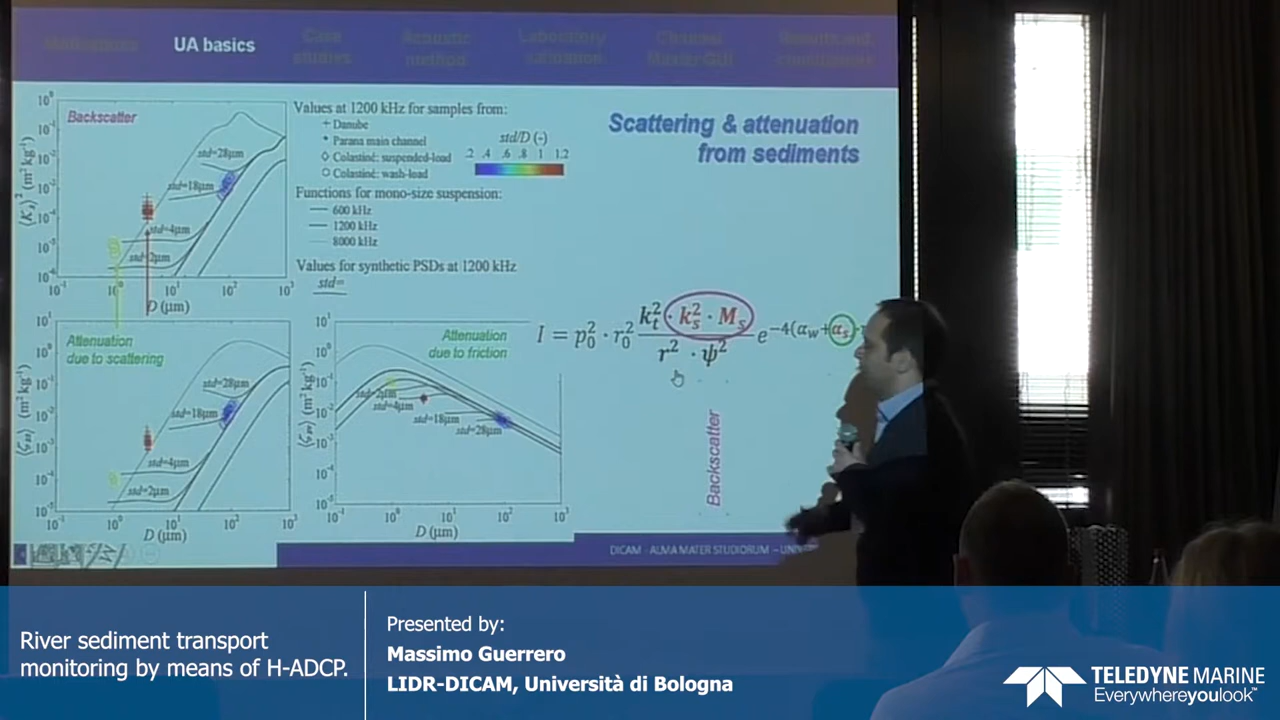 UA basics
Case studies
Acoustic method
Laboratory
Channel Master GUI
Results and
Scattering & attenuation
from sediments
Backscatter
Values at 1200 kHz for samples from:
Danube
Parana main channel
Colastiné: suspended-load
Colastiné: wash-load
std/D (-)
.2 .4 .6 .8 1 1.2
Functions for mono-size suspension:
600 kHz
1200 kHz
8000 kHz
Values for synthetic PSDs at 1200 kHz
std=
std=28µm
std=18µm
std=4µm
std=2µm
D (µm)
Attenuation
due to scattering
std=28µm
std=18µm
std=4µm
std=2µm
D (µm)
Attenuation
due to friction
std=2µm
std=4µm
std=18µm
std=28µm
D (µm)
Backscatter
DICAM - ALMA MATER STUDIORUM – UNIV
River sediment transport
monitoring by means of H-ADCP.
Presented by:
Massimo Guerrero
LIDR-DICAM, Università di Bologna
TELEDYNE MARINE
Everywhereyoulook™